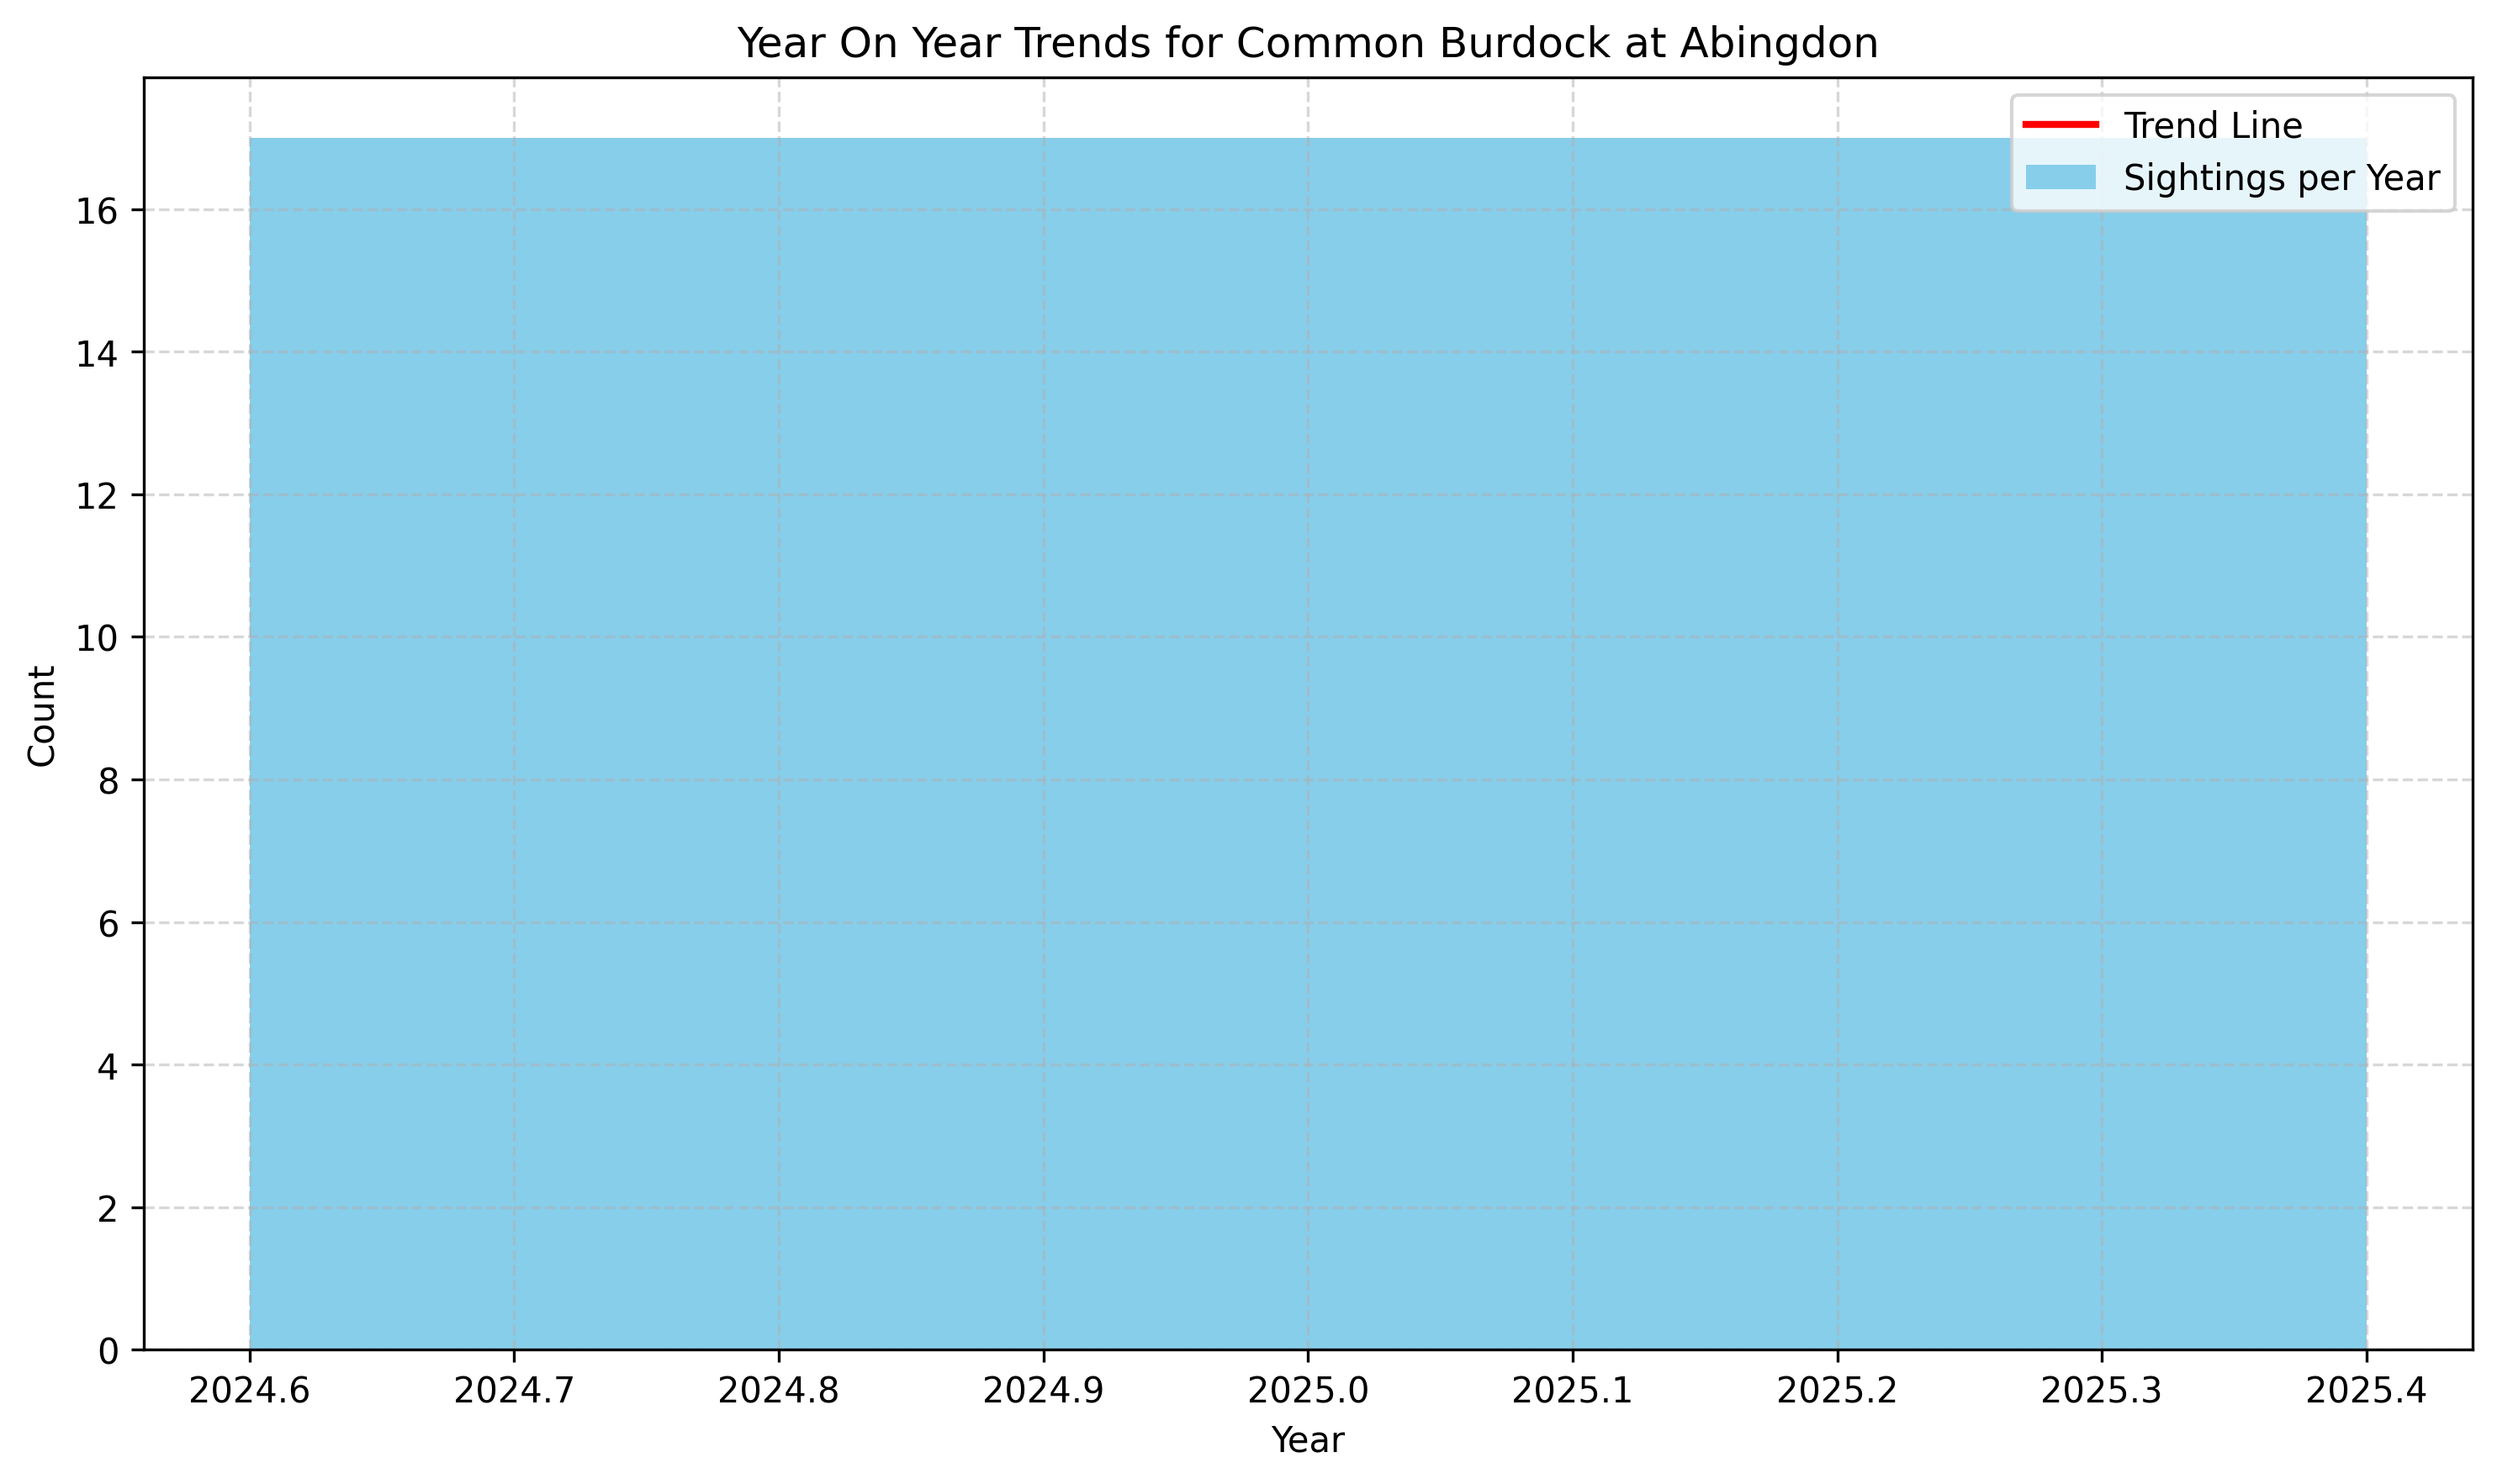 Year On Year Trends for Common Burdock at Abingdon
Trend Line
Sightings per Year
16
14
12
10
8
6
4
2
0
Count
2024.6 2024.7 2024.8 2024.9 2025.0 2025.1 2025.2 2025.3 2025.4
Year